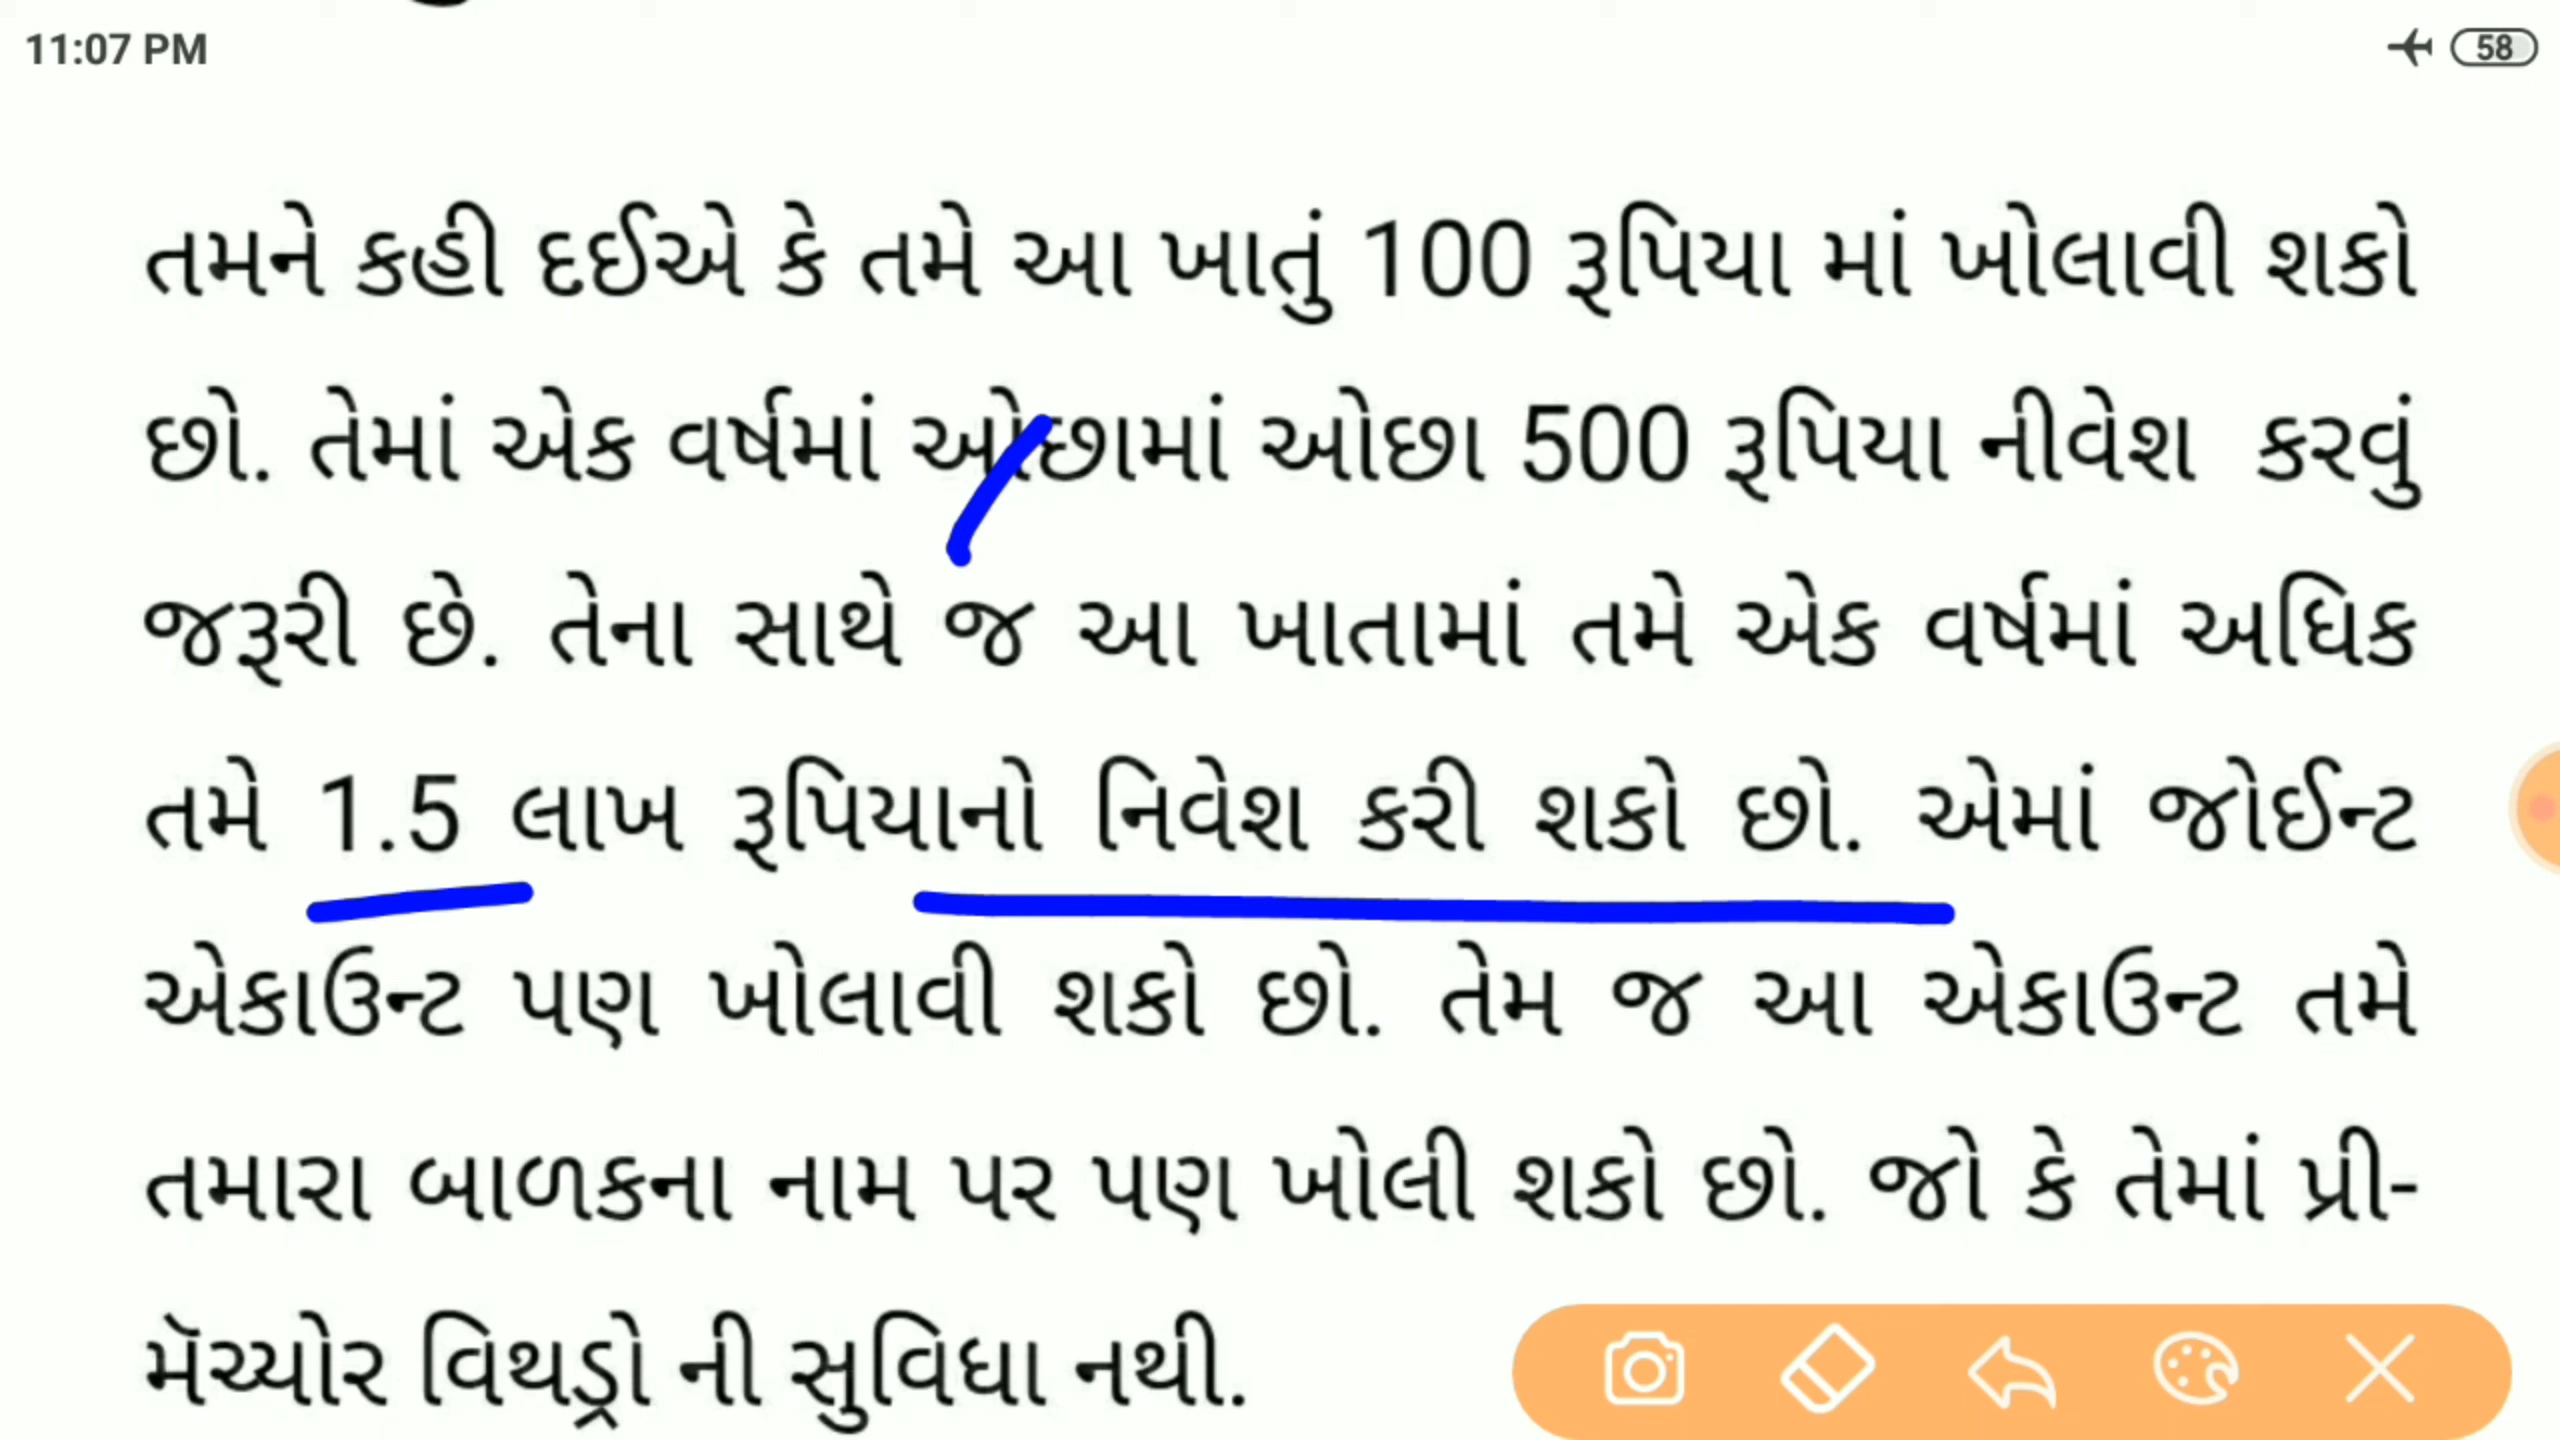 11:07 PM
58
તમને કહી દઈએ કે તમે આ ખાતું 100 રૂપિયા માં ખોલાવી શકો
છો. તેમાં એક વર્ષમાં ઓછામાં ઓછા 500 રૂપિયા નીવેશ કરવું
જરૂરી છે. તેના સાથે જ આ ખાતામાં તમે એક વર્ષમાં અધિક
તમે 1.5 લાખ રૂપિયાનો નિવેશ કરી શકો છો. એમાં જોઈન્ટ
એકાઉન્ટ પણ ખોલાવી શકો છો. તેમ જ આ એકાઉન્ટ તમે
તમારા બાળકના નામ પર પણ ખોલી શકો છો. જો કે તેમાં પ્રી-
મૅચ્યોર વિથડ્રો ની સુવિધા નથી.